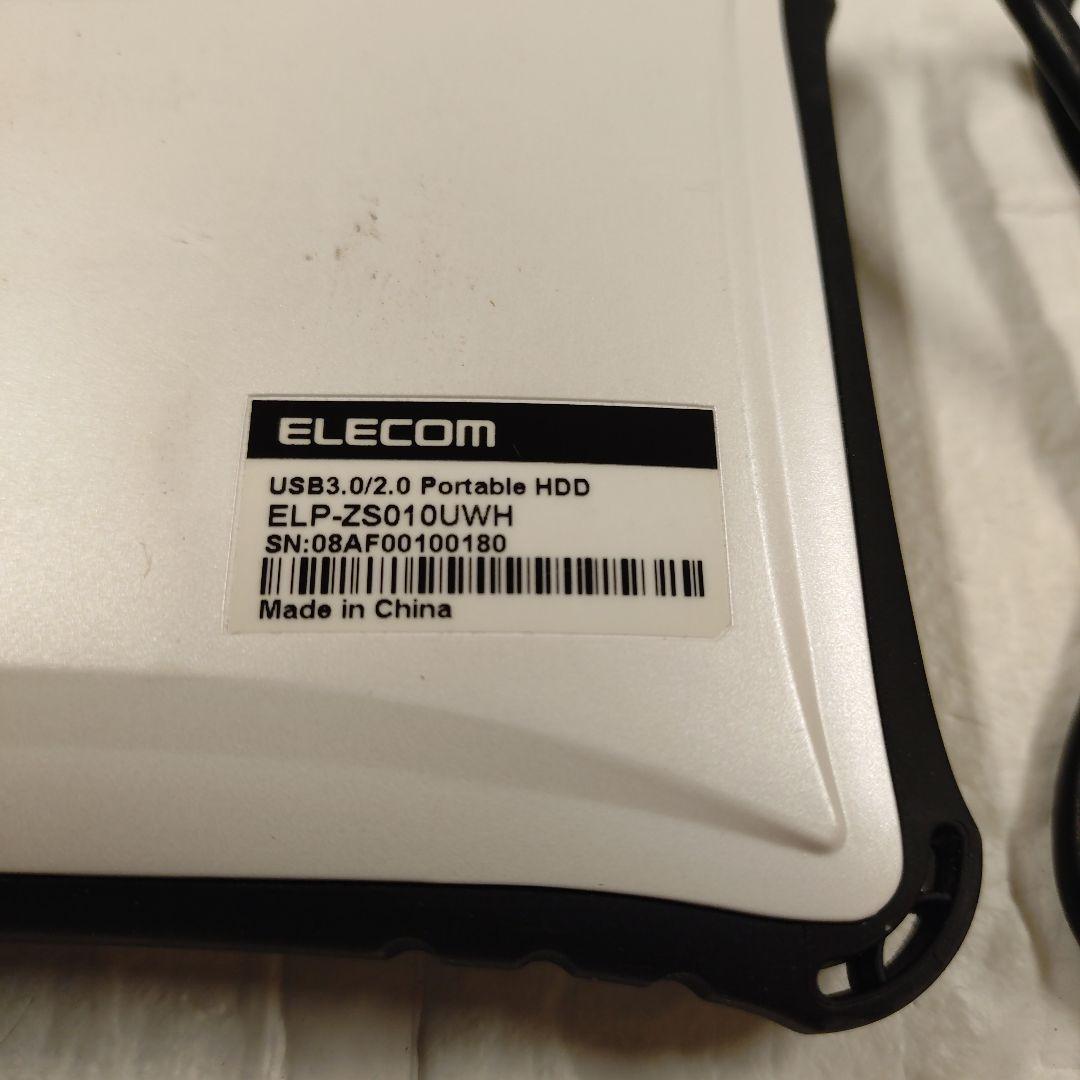 ELECOM
USB3.0/2.0 Portable HDD
ELP-ZS010UWH
SN:08AF00100180
Made in China